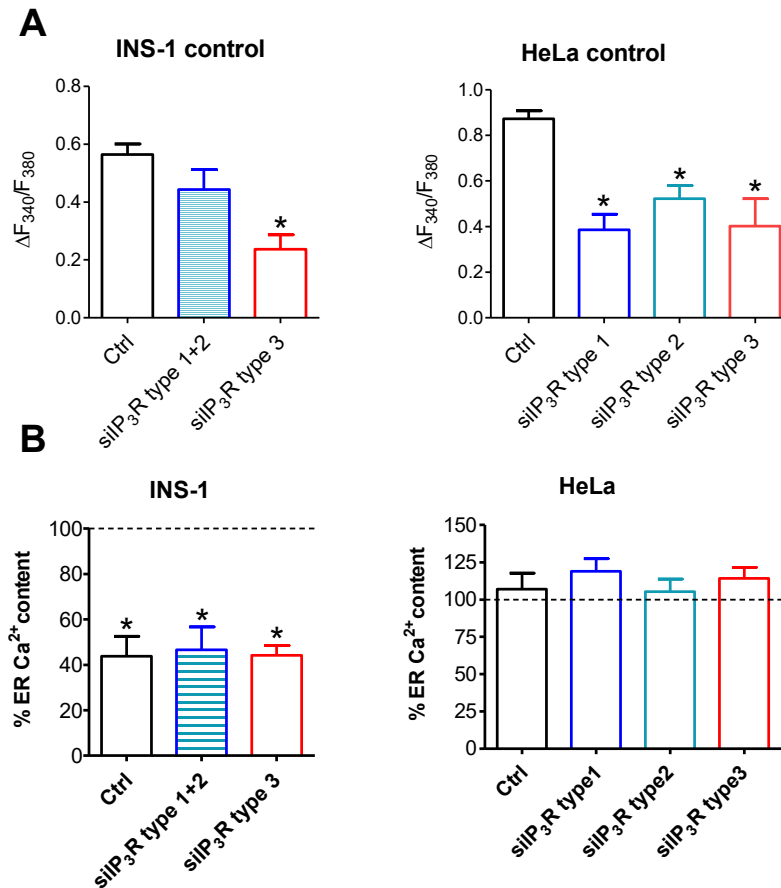 A
INS-1 control
HeLa control
ΔF340/F380
0.8
0.6
0.4
0.2
0.0
*
Ctrl
siIP3R type 1+2
siIP3R type 3
ΔF340/F380
1.0
0.8
0.6
0.4
0.2
0.0
*
*
*
Ctrl
siIP3R type 1
siIP3R type 2
siIP3R type 3
B
INS-1
HeLa
% ER Ca2+ content
100
80
60
40
20
0
*
*
*
Ctrl
siIP3R type 1+2
siIP3R type 3
% ER Ca2+ content
150
125
100
75
50
25
0
Ctrl
siIP3R type1
siIP3R type2
siIP3R type3